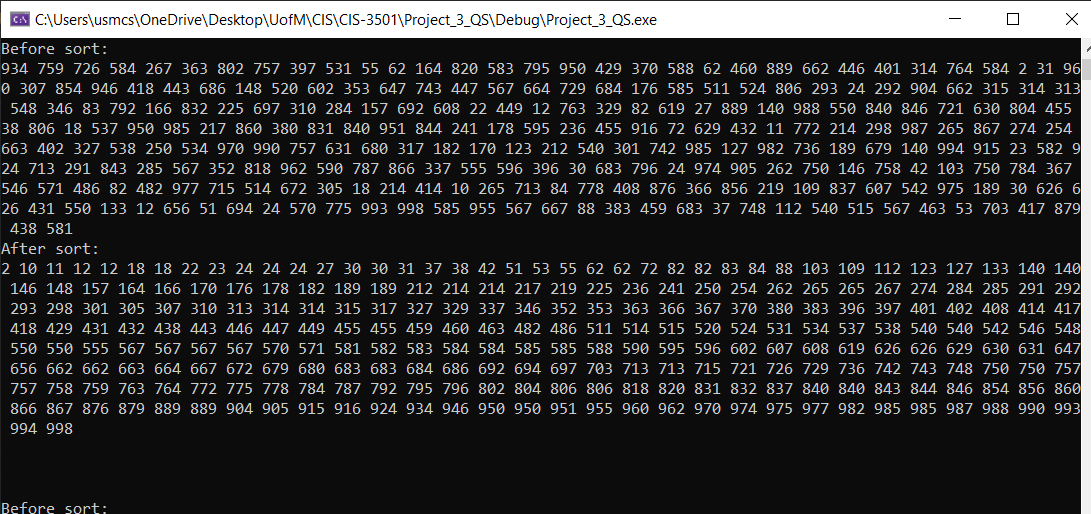 C:\Users\usmcs\OneDrive\Desktop\UofM\CIS\CIS-3501\Project_3_QS\Debug\Project_3_QS.exe
Before sort:
934 759 726 584 267 363 802 757 397 531 55 62 164 820 583 795 950 429 370 588 62 460 889 662 446 401 314 764 584 2 31 96
0 307 854 946 418 443 686 148 520 602 353 647 743 447 567 664 729 684 176 585 511 524 806 293 24 292 904 662 315 314 313
548 346 83 792 166 832 225 697 310 284 157 692 608 22 449 12 763 329 82 619 27 889 140 988 550 840 846 721 630 804 455
38 806 18 537 950 985 217 860 380 831 840 951 844 241 178 595 236 455 916 72 629 432 11 772 214 298 987 265 867 274 254
663 402 327 538 250 534 970 990 757 631 680 317 182 170 123 212 540 301 742 985 127 982 736 189 679 140 994 915 23 582 9
24 713 291 843 285 567 352 818 962 590 787 866 337 555 596 396 30 683 796 24 974 905 262 750 146 758 42 103 750 784 367
546 571 486 82 482 977 715 514 672 305 18 214 414 10 265 713 84 778 408 876 366 856 219 109 837 607 542 975 189 30 626 6
26 431 550 133 12 656 51 694 24 570 775 993 998 585 955 567 667 88 383 459 683 37 748 112 540 515 567 463 53 703 417 879
438 581
After sort:
2 10 11 12 12 18 18 22 23 24 24 24 27 30 30 31 37 38 42 51 53 55 62 62 72 82 82 83 84 88 103 109 112 123 127 133 140 140
146 148 157 164 166 170 176 178 182 189 189 212 214 214 217 219 225 236 241 250 254 262 265 265 267 274 284 285 291 292
293 298 301 305 307 310 313 314 314 315 317 327 329 337 346 352 353 363 366 367 370 380 383 396 397 401 402 408 414 417
418 429 431 432 438 443 446 447 449 455 455 459 460 463 482 486 511 514 515 520 524 531 534 537 538 540 540 542 546 548
550 550 555 567 567 567 567 570 571 581 582 583 584 584 585 585 588 590 595 596 602 607 608 619 626 626 629 630 631 647
656 662 662 663 664 667 672 679 680 683 683 684 686 692 694 697 703 713 713 715 721 726 729 736 742 743 748 750 750 757
757 758 759 763 764 772 775 778 784 787 792 795 796 802 804 806 806 818 820 831 832 837 840 840 843 844 846 854 856 860
866 867 876 879 889 889 904 905 915 916 924 934 946 950 950 951 955 960 962 970 974 975 977 982 985 985 987 988 990 993
994 998
Before sort: